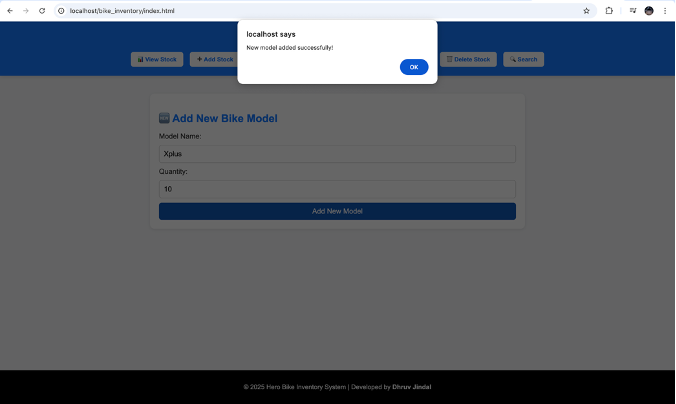 localhost/bike_inventory/index.html
localhost says
New model added successfully!
OK
View Stock
+ Add Stock
Delete Stock
Search
Add New Bike Model
Model Name:
Xplus
Quantity:
10
Add New Model
© 2025 Hero Bike Inventory System | Developed by Dhruv Jindal